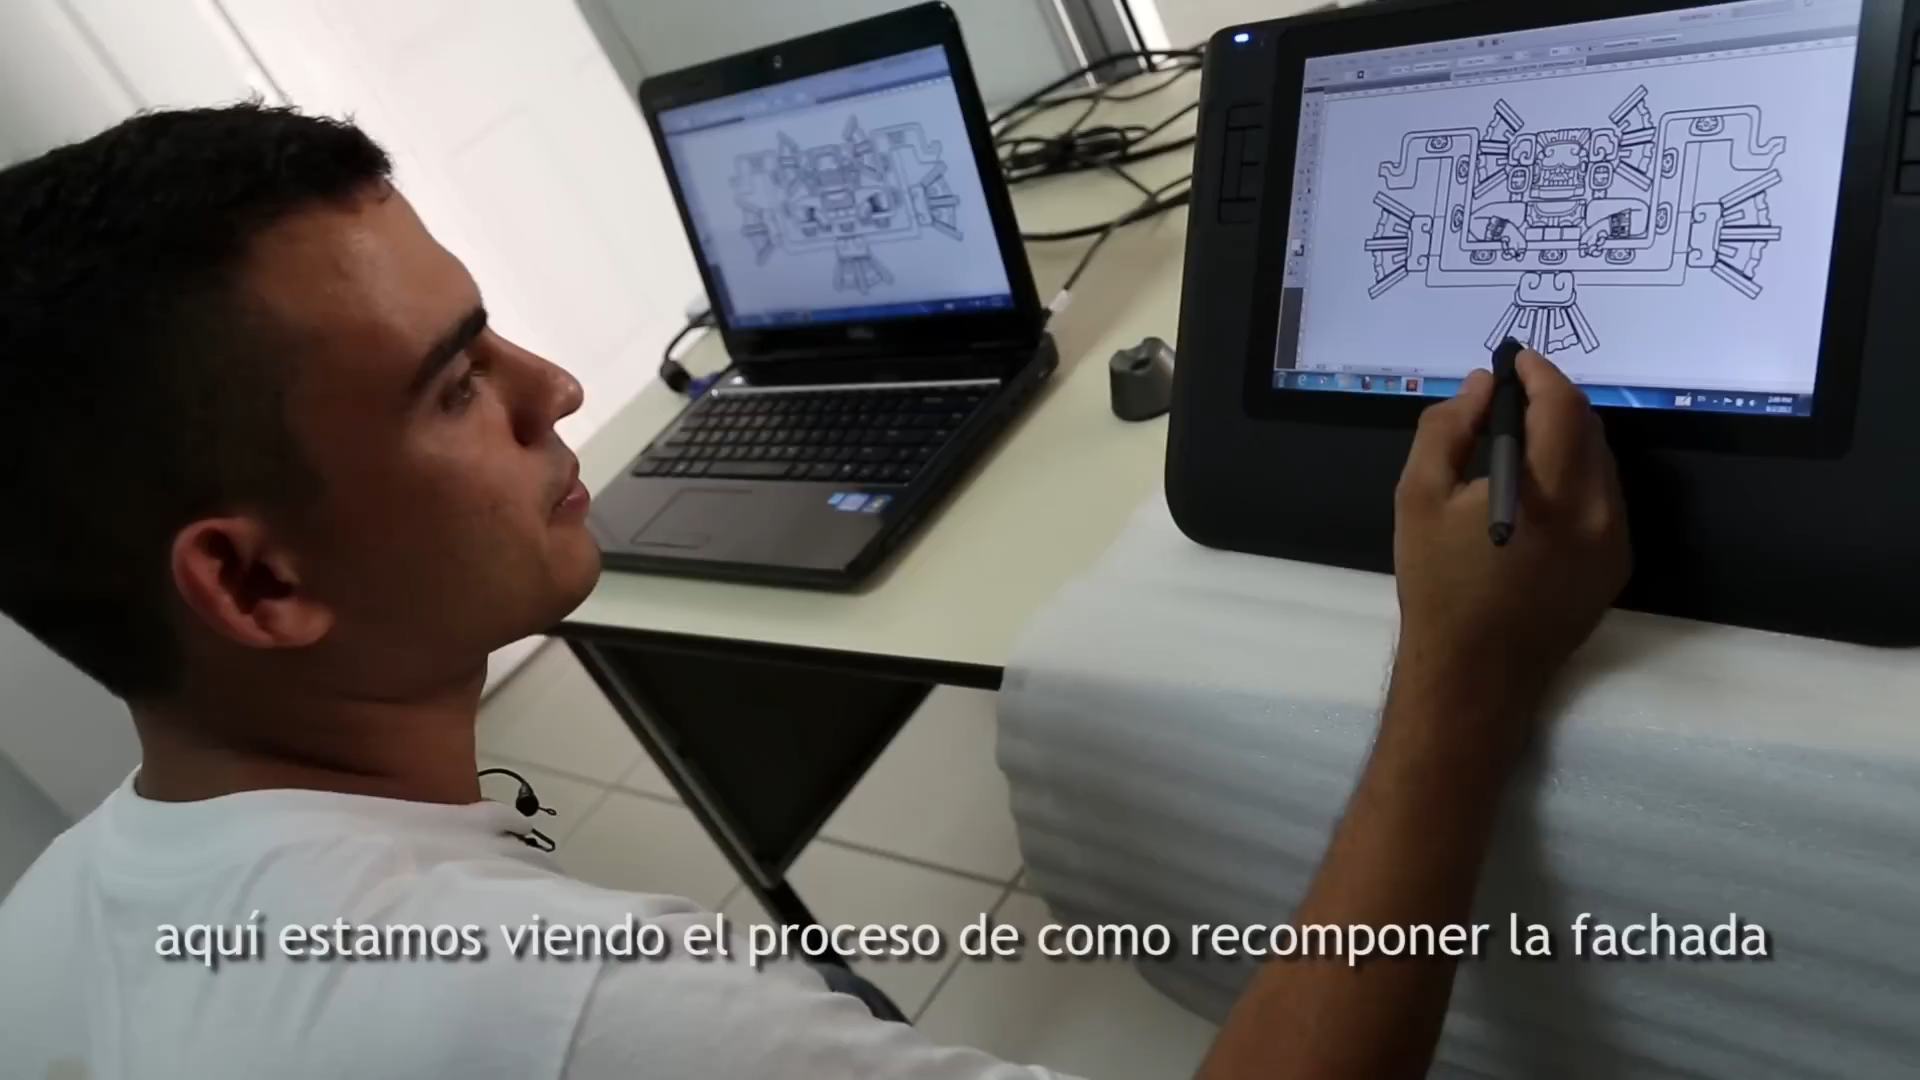 aquí estamos viendo el proceso de como recomponer la fachada